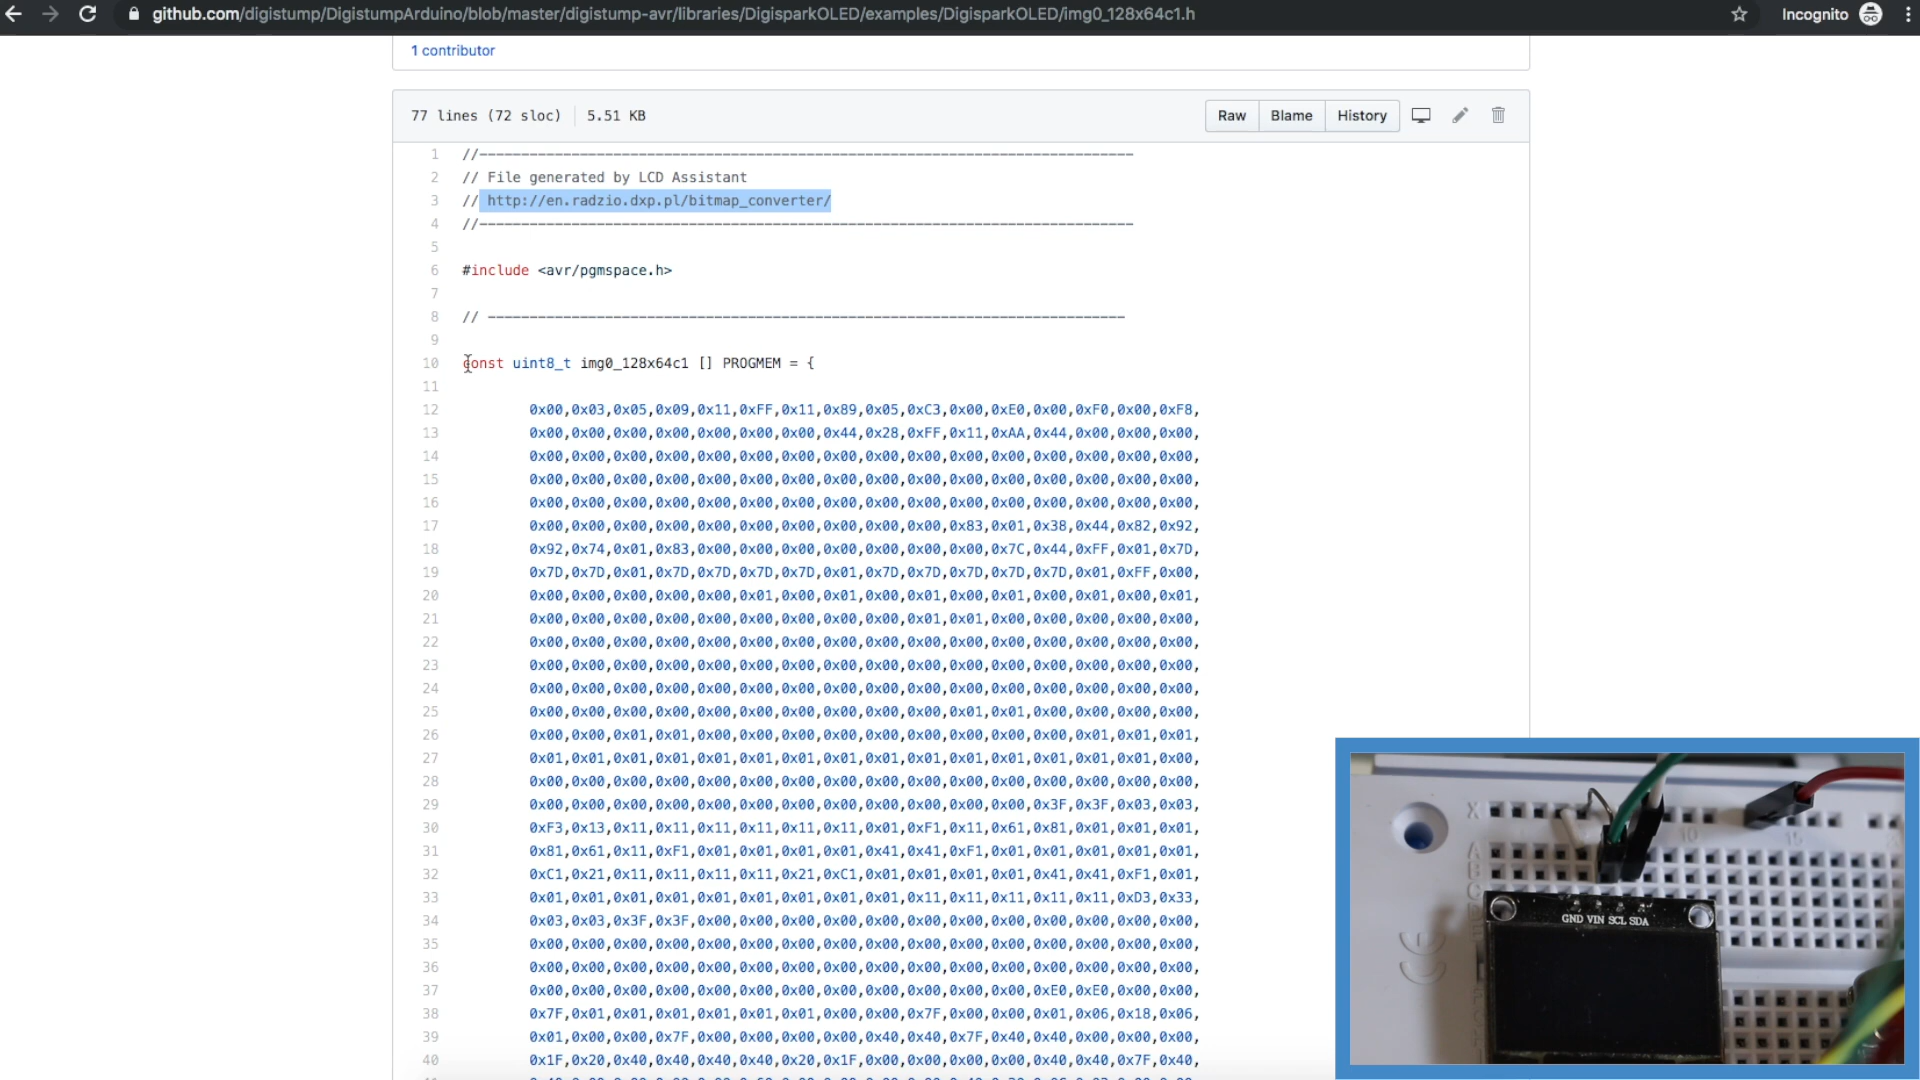 github.com/digistump/DigistumpArduino/blob/master/digistump-avr/libraries/DigisparkOLED/examples/DigisparkOLED/img0_128x64c1.h Incognito
1 contributor
77 lines (72 sloc) 5.51 KB Raw Blame History
1 //------------------------------------------------------------------------------
2 // File generated by LCD Assistant
3 // http://en.radzio.dxp.pl/bitmap_converter/
4 //------------------------------------------------------------------------------
5
6 #include <avr/pgmspace.h>
7
8 // ----------------------------------------------------------------------------
9
10 const uint8_t img0_128x64c1 [] PROGMEM = {
11
12 0x00,0x03,0x05,0x09,0x11,0xFF,0x11,0x89,0x05,0xC3,0x00,0xE0,0x00,0xF0,0x00,0xF8,
13 0x00,0x00,0x00,0x00,0x00,0x00,0x00,0x44,0x28,0xFF,0x11,0xAA,0x44,0x00,0x00,0x00,
14 0x00,0x00,0x00,0x00,0x00,0x00,0x00,0x00,0x00,0x00,0x00,0x00,0x00,0x00,0x00,0x00,
15 0x00,0x00,0x00,0x00,0x00,0x00,0x00,0x00,0x00,0x00,0x00,0x00,0x00,0x00,0x00,0x00,
16 0x00,0x00,0x00,0x00,0x00,0x00,0x00,0x00,0x00,0x00,0x00,0x00,0x00,0x00,0x00,0x00,
17 0x00,0x00,0x00,0x00,0x00,0x00,0x00,0x00,0x00,0x00,0x83,0x01,0x38,0x44,0x82,0x92,
18 0x92,0x74,0x01,0x83,0x00,0x00,0x00,0x00,0x00,0x00,0x00,0x7C,0x44,0xFF,0x01,0x7D,
19 0x7D,0x7D,0x01,0x7D,0x7D,0x7D,0x7D,0x01,0x7D,0x7D,0x7D,0x7D,0x7D,0x01,0xFF,0x00,
20 0x00,0x00,0x00,0x00,0x00,0x01,0x00,0x01,0x00,0x01,0x00,0x01,0x00,0x01,0x00,0x01,
21 0x00,0x00,0x00,0x00,0x00,0x00,0x00,0x00,0x00,0x01,0x01,0x00,0x00,0x00,0x00,0x00,
22 0x00,0x00,0x00,0x00,0x00,0x00,0x00,0x00,0x00,0x00,0x00,0x00,0x00,0x00,0x00,0x00,
23 0x00,0x00,0x00,0x00,0x00,0x00,0x00,0x00,0x00,0x00,0x00,0x00,0x00,0x00,0x00,0x00,
24 0x00,0x00,0x00,0x00,0x00,0x00,0x00,0x00,0x00,0x00,0x00,0x00,0x00,0x00,0x00,0x00,
25 0x00,0x00,0x00,0x00,0x00,0x00,0x00,0x00,0x00,0x00,0x01,0x01,0x00,0x00,0x00,0x00,
26 0x00,0x00,0x01,0x01,0x00,0x00,0x00,0x00,0x00,0x00,0x00,0x00,0x00,0x01,0x01,0x01,
27 0x01,0x01,0x01,0x01,0x01,0x01,0x01,0x01,0x01,0x01,0x01,0x01,0x01,0x01,0x01,0x00,
28 0x00,0x00,0x00,0x00,0x00,0x00,0x00,0x00,0x00,0x00,0x00,0x00,0x00,0x00,0x00,0x00,
29 0x00,0x00,0x00,0x00,0x00,0x00,0x00,0x00,0x00,0x00,0x00,0x00,0x3F,0x3F,0x03,0x03,
30 0xF3,0x13,0x11,0x11,0x11,0x11,0x11,0x11,0x01,0xF1,0x11,0x61,0x81,0x01,0x01,0x01,
31 0x81,0x61,0x11,0xF1,0x01,0x01,0x01,0x01,0x41,0x41,0xF1,0x01,0x01,0x01,0x01,0x01,
32 0xC1,0x21,0x11,0x11,0x11,0x11,0x21,0xC1,0x01,0x01,0x01,0x01,0x41,0x41,0xF1,0x01,
33 0x01,0x01,0x01,0x01,0x01,0x01,0x01,0x01,0x01,0x11,0x11,0x11,0x11,0x11,0xD3,0x33,
34 0x03,0x03,0x3F,0x3F,0x00,0x00,0x00,0x00,0x00,0x00,0x00,0x00,0x00,0x00,0x00,0x00,
35 0x00,0x00,0x00,0x00,0x00,0x00,0x00,0x00,0x00,0x00,0x00,0x00,0x00,0x00,0x00,0x00,
36 0x00,0x00,0x00,0x00,0x00,0x00,0x00,0x00,0x00,0x00,0x00,0x00,0x00,0x00,0x00,0x00,
37 0x00,0x00,0x00,0x00,0x00,0x00,0x00,0x00,0x00,0x00,0x00,0x00,0xE0,0xE0,0x00,0x00,
38 0x7F,0x01,0x01,0x01,0x01,0x01,0x00,0x00,0x7F,0x00,0x00,0x01,0x06,0x18,0x06,
39 0x01,0x00,0x00,0x7F,0x00,0x00,0x00,0x00,0x40,0x40,0x7F,0x40,0x40,0x00,0x00,0x00,
40 0x1F,0x20,0x40,0x40,0x40,0x40,0x20,0x1F,0x00,0x00,0x00,0x00,0x40,0x40,0x7F,0x40,
X
10
15
A
B
C
GND VIN SCL SDA
CE